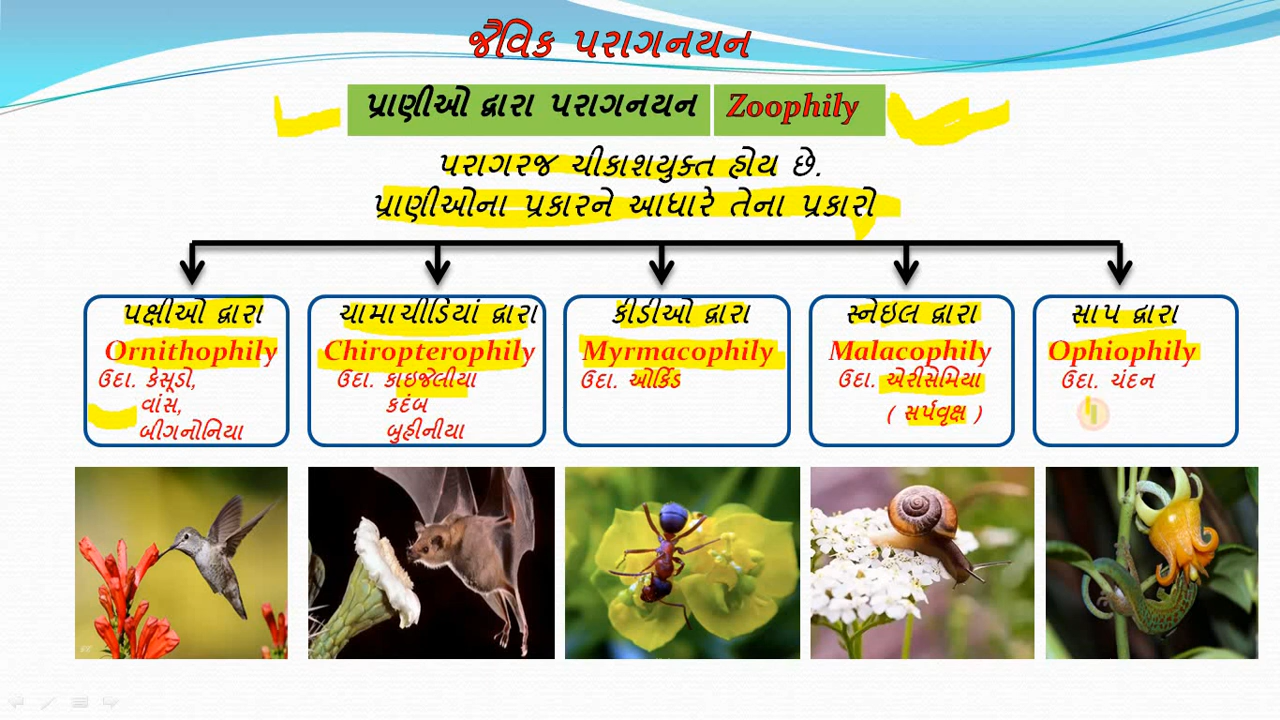 જૈવિક પરાગનયન
પ્રાણીઓ દ્વારા પરાગનયન Zoophily
પરાગરજ ચીકાશયુક્ત હોય છે.
પ્રાણીઓના પ્રકારને આધારે તેના પ્રકારો
પક્ષીઓ દ્વારા
Ornithophily
ઉદા. કેસૂડો,
વાંસ,
બીગનોનિયા
ચામાચીડિયાં દ્વારા
Chiropterophily
ઉદા. કાઇજેલીયા
કદંબ
બુહીનીયા
કીડીઓ દ્વારા
Myrmacophily
ઉદા. ઓર્કિડ
સ્નેઇલ દ્વારા
Malacophily
ઉદા. એરીસેમિયા
( સર્પવૃક્ષ )
સાપ દ્વારા
Ophiophily
ઉદા. ચંદન